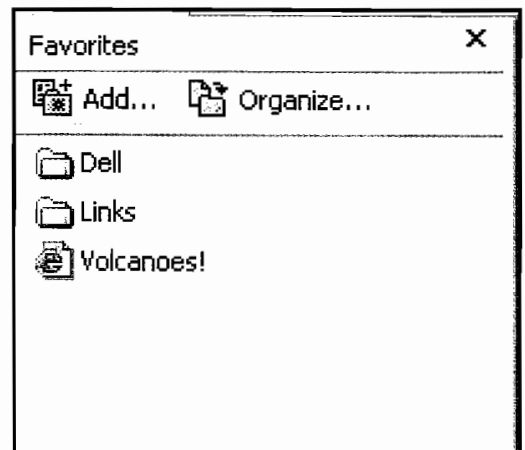 Favorites X
Add... Organize...
Dell
Links
Volcanoes!